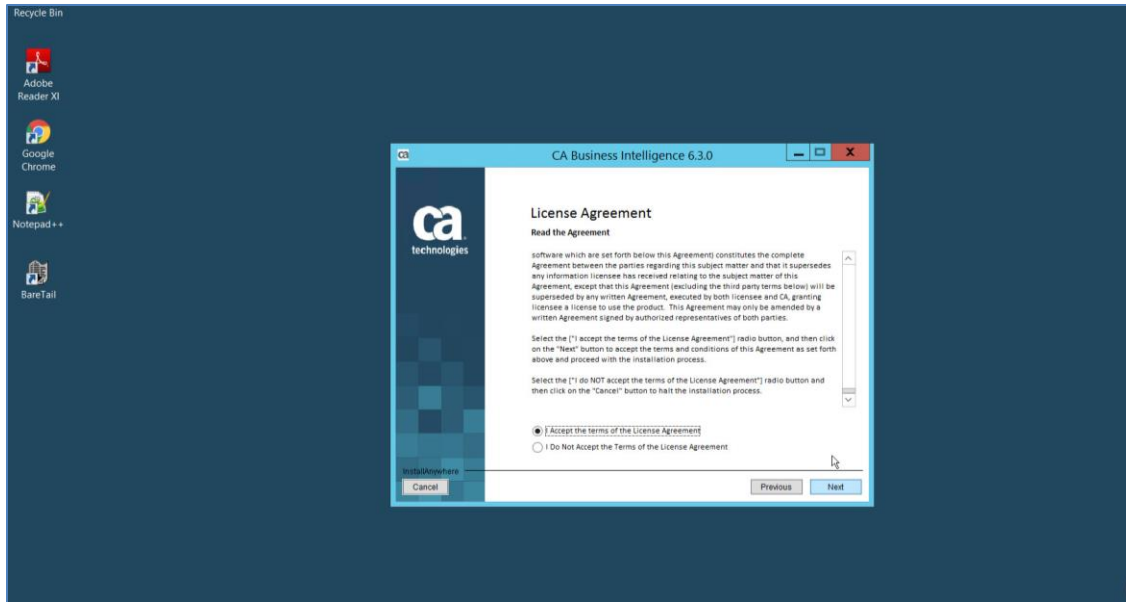 Recycle Bin
Adobe
Reader XI
Google
Chrome
Notepad++
BareTail
ca
CA Business Intelligence 6.3.0
ca
technologies
License Agreement
Read the Agreement
software which are set forth below this Agreement) constitutes the complete
Agreement between the parties regarding this subject matter and that it supersedes
any information licensee has received relating to the subject matter of this
Agreement, except that this Agreement (excluding the third party terms below) will be
superseded by any written Agreement, executed by both licensee and CA, granting
licensee a license to use the product. This Agreement may only be amended by a
written Agreement signed by authorized representatives of both parties.
Select the ["I accept the terms of the License Agreement"] radio button, and then click
on the "Next" button to accept the terms and conditions of this Agreement as set forth
above and proceed with the installation process.
Select the ["I do NOT accept the terms of the License Agreement"] radio button and
then click on the "Cancel" button to halt the installation process.
I Accept the terms of the License Agreement
I Do Not Accept the Terms of the License Agreement
InstallAnywhere
Cancel
Previous
Next